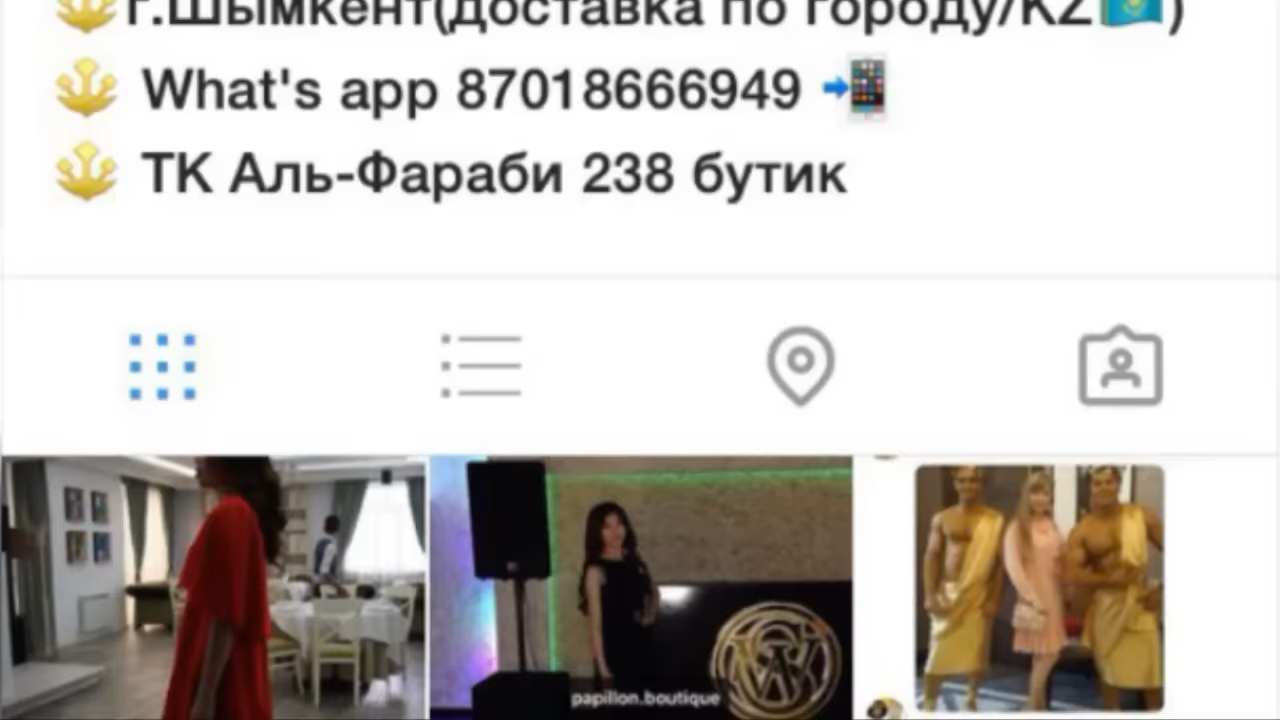 г.Шымкент(доставка по городу/KZ🇰🇿)
What's app 87018666949 📲
ТК Аль-Фараби 238 бутик
papilion.boutique